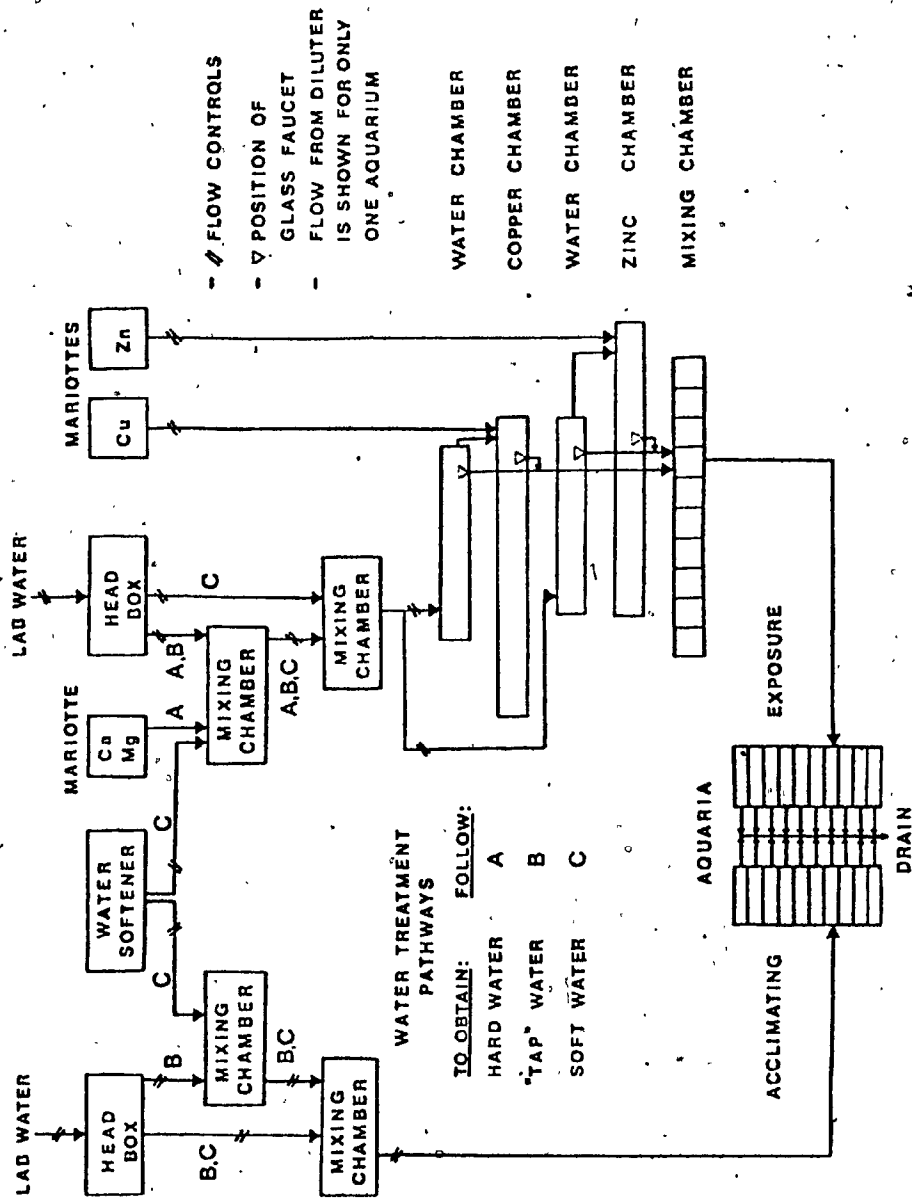 LAB WATER
HEAD
BOX
B,C
B
MIXING
CHAMBER
B,C
MIXING
CHAMBER
WATER
SOFTENER
C
C
MARIOTTE
Ca
Mg
A
LAB WATER
HEAD
BOX
A,B
C
MIXING
CHAMBER
A,B,C
MIXING
CHAMBER
MARIOTTES
Cu
Zn
- // FLOW CONTROLS
- ▽ POSITION OF
GLASS FAUCET
- FLOW FROM DILUTER
IS SHOWN FOR ONLY
ONE AQUARIUM
WATER CHAMBER
COPPER CHAMBER
WATER CHAMBER
ZINC CHAMBER
MIXING CHAMBER
WATER TREATMENT
PATHWAYS
TO OBTAIN: FOLLOW:
HARD WATER A
"TAP" WATER B
SOFT WATER C
ACCLIMATING
AQUARIA
EXPOSURE
DRAIN